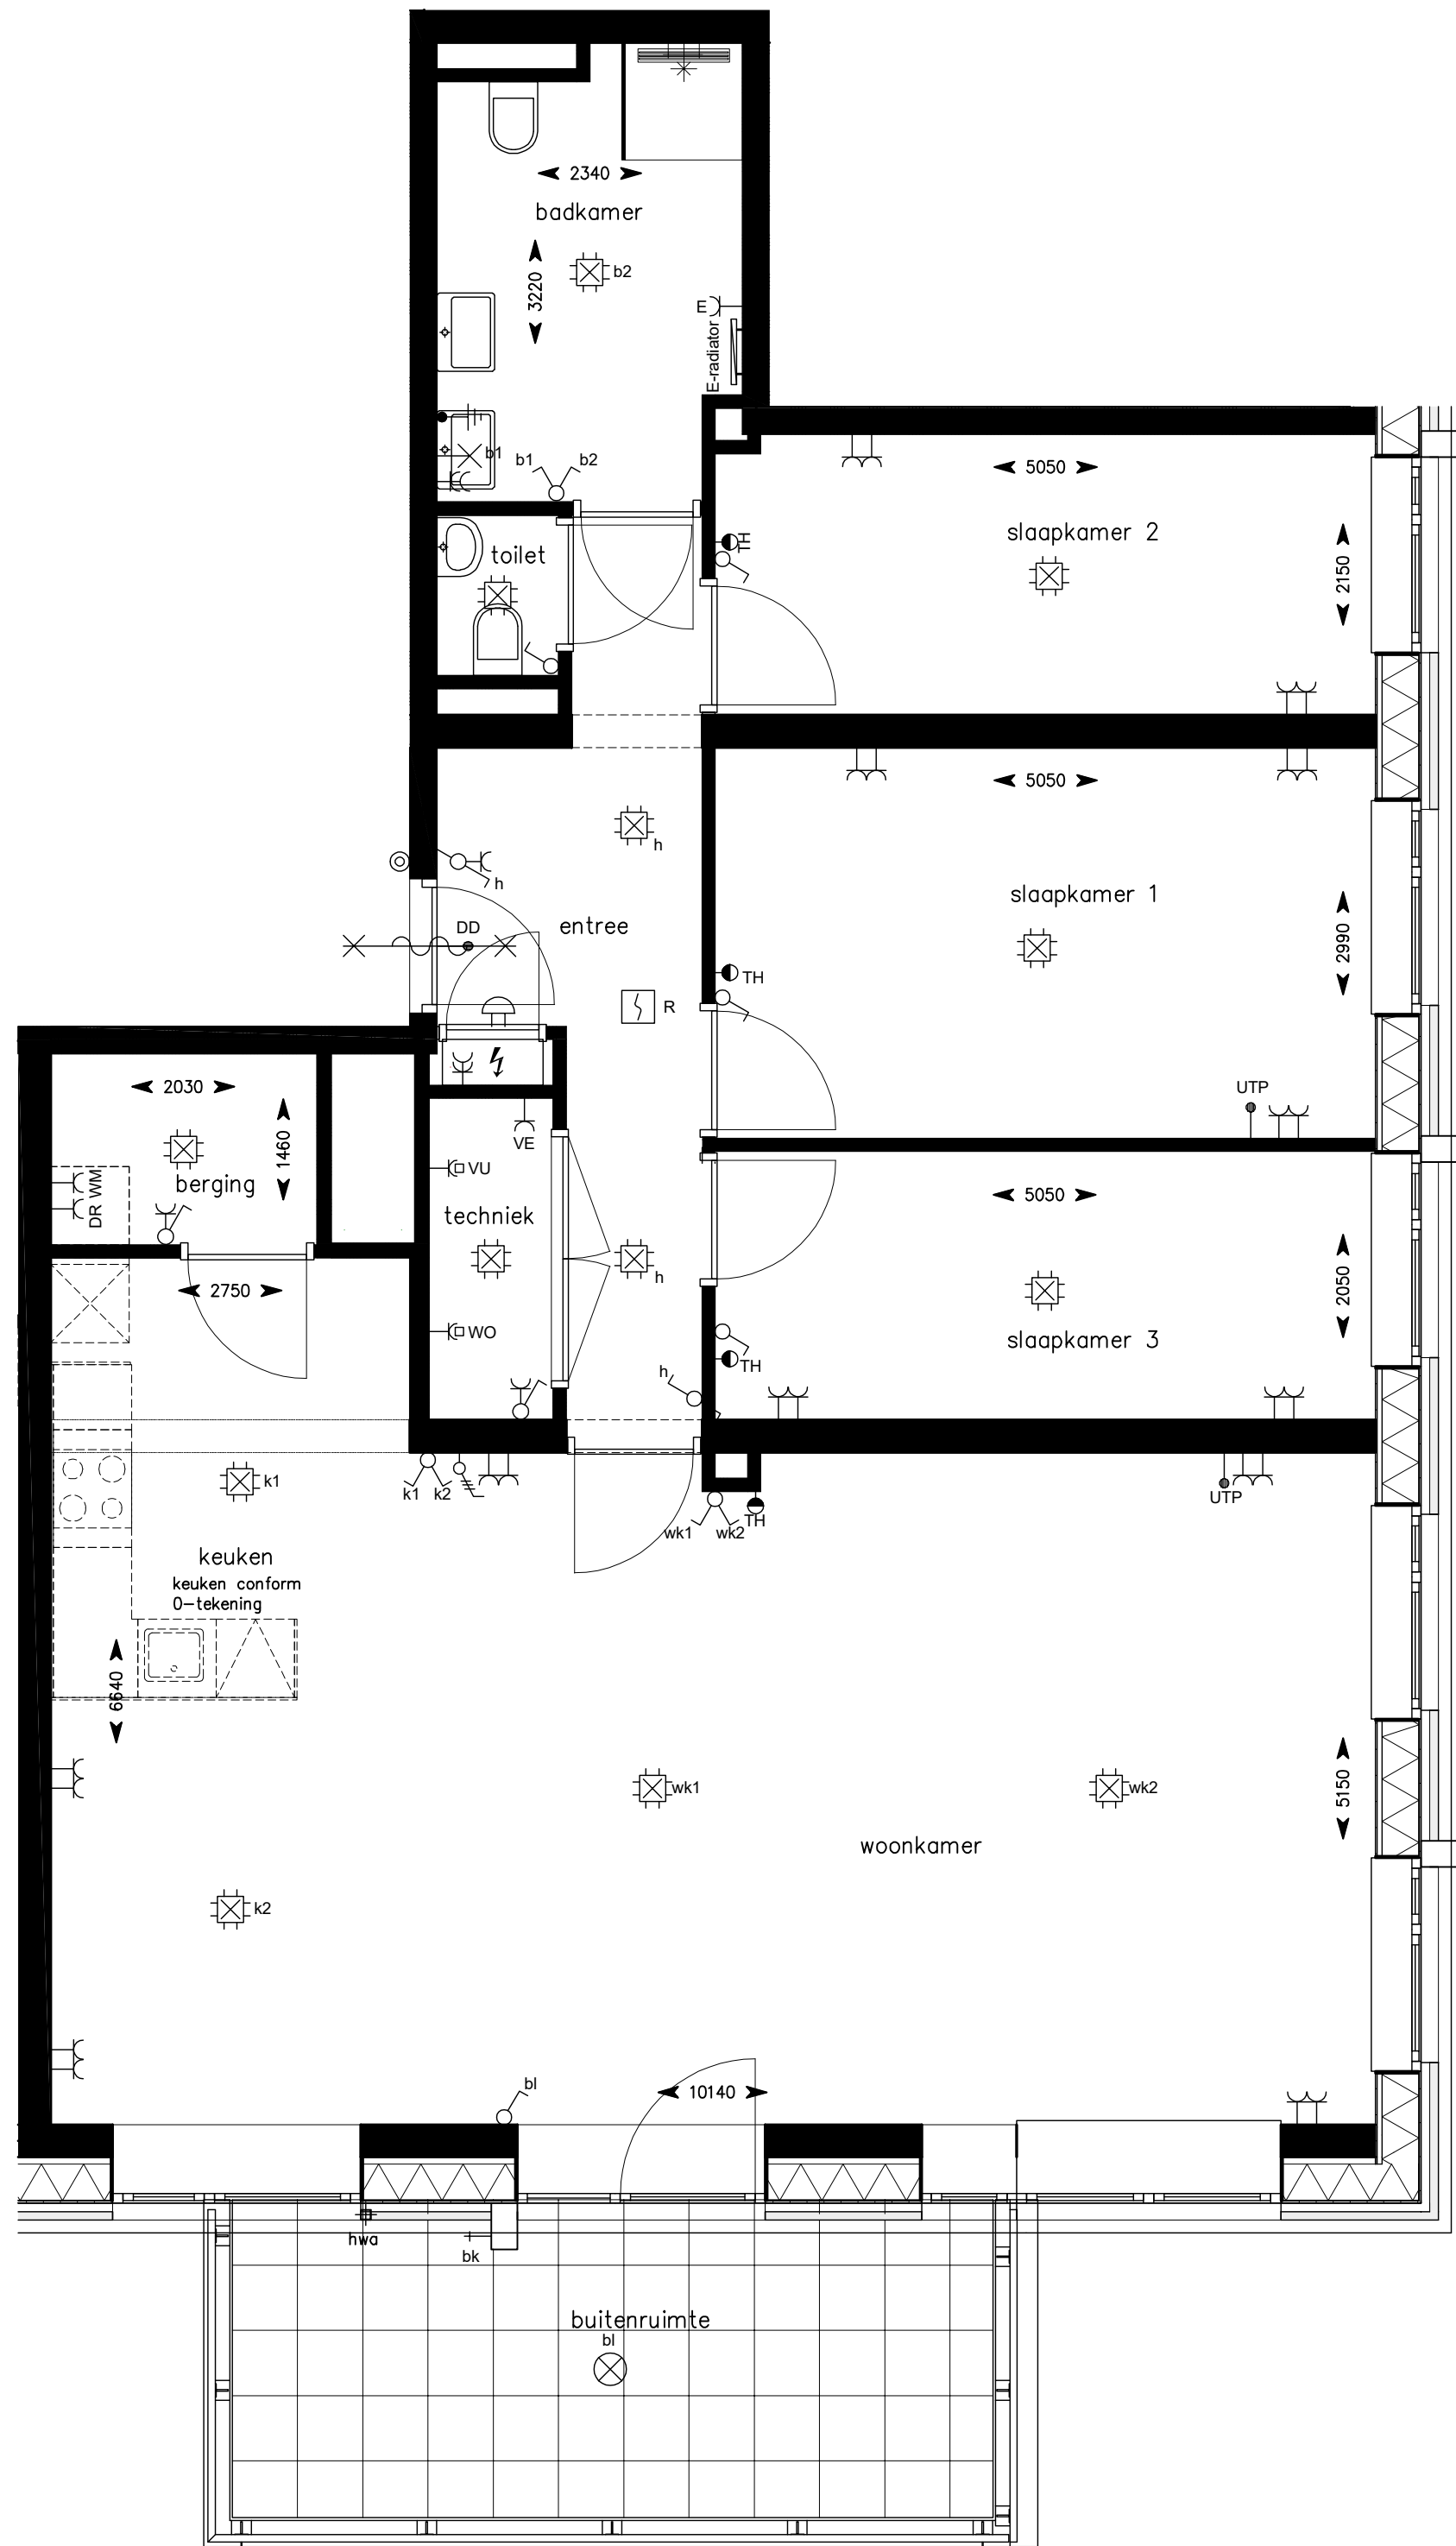 2340
badkamer
3220
b2
E
E-radiator
b1
b1
b2
5050
toilet
TH
slaapkamer 2
2150
5050
h
h
slaapkamer 1
DD
entree
2990
TH
R
2030
UTP
1460
VE
VU
berging
DR WM
techniek
5050
h
2750
2050
WO
slaapkamer 3
h
TH
k1
k1
k2
UTP
wk1
wk2
TH
keuken
keuken conform
0-tekening
6640
wk1
wk2
5150
woonkamer
k2
bl
10140
hwa
bk
buitenruimte
bl